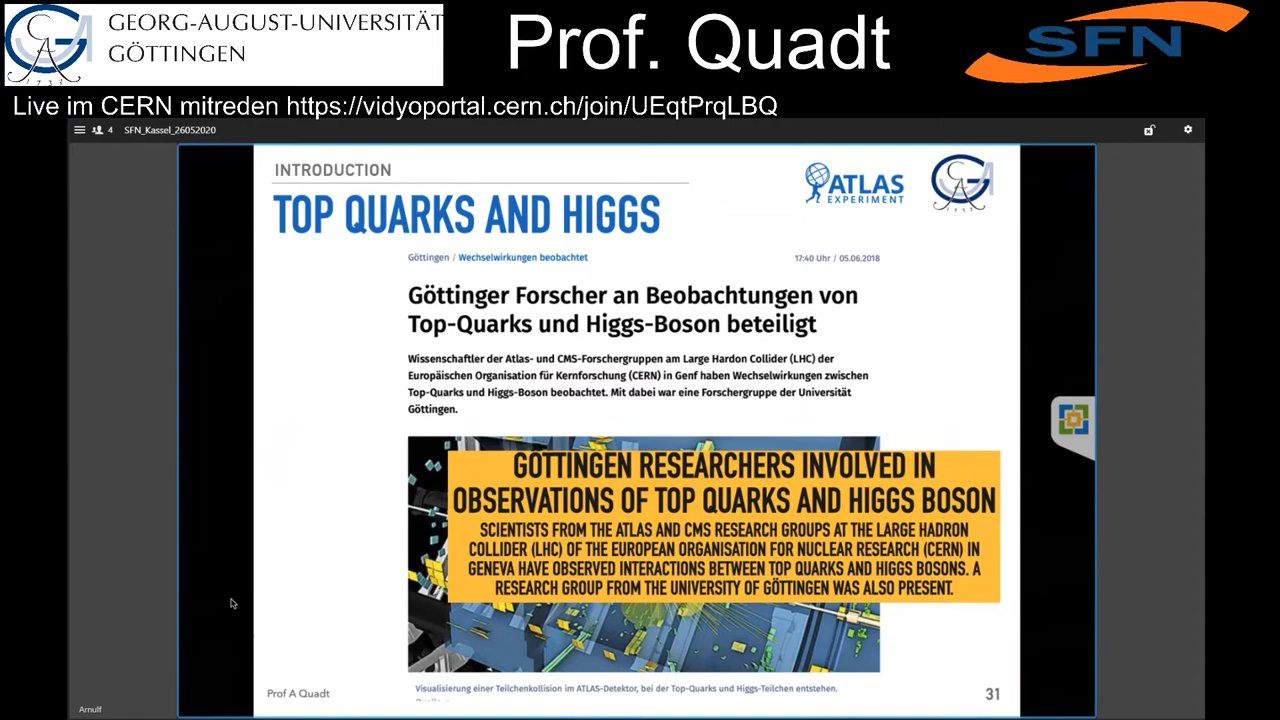 GEORG-AUGUST-UNIVERSITÄT
GÖTTINGEN
Prof. Quadt
SFN
Live im CERN mitreden https://vidyoportal.cern.ch/join/UEqtPrqLBQ
4 SFN_Kassel_26052020
INTRODUCTION
TOP QUARKS AND HIGGS
ATLAS
EXPERIMENT
Göttingen / Wechselwirkungen beobachtet
17:40 Uhr / 05.06.2018
Göttinger Forscher an Beobachtungen von
Top-Quarks und Higgs-Boson beteiligt
Wissenschaftler der Atlas- und CMS-Forschergruppen am Large Hardon Collider (LHC) der
Europäischen Organisation für Kernforschung (CERN) in Genf haben Wechselwirkungen zwischen
Top-Quarks und Higgs-Boson beobachtet. Mit dabei war eine Forschergruppe der Universität
Göttingen.
GÖTTINGEN RESEARCHERS INVOLVED IN
OBSERVATIONS OF TOP QUARKS AND HIGGS BOSON
SCIENTISTS FROM THE ATLAS AND CMS RESEARCH GROUPS AT THE LARGE HADRON
COLLIDER (LHC) OF THE EUROPEAN ORGANISATION FOR NUCLEAR RESEARCH (CERN) IN
GENEVA HAVE OBSERVED INTERACTIONS BETWEEN TOP QUARKS AND HIGGS BOSONS. A
RESEARCH GROUP FROM THE UNIVERSITY OF GÖTTINGEN WAS ALSO PRESENT.
Visualisierung einer Teilchenkollision im ATLAS-Detektor, bei der Top-Quarks und Higgs-Teilchen entstehen.
Prof A Quadt
31
Arnulf